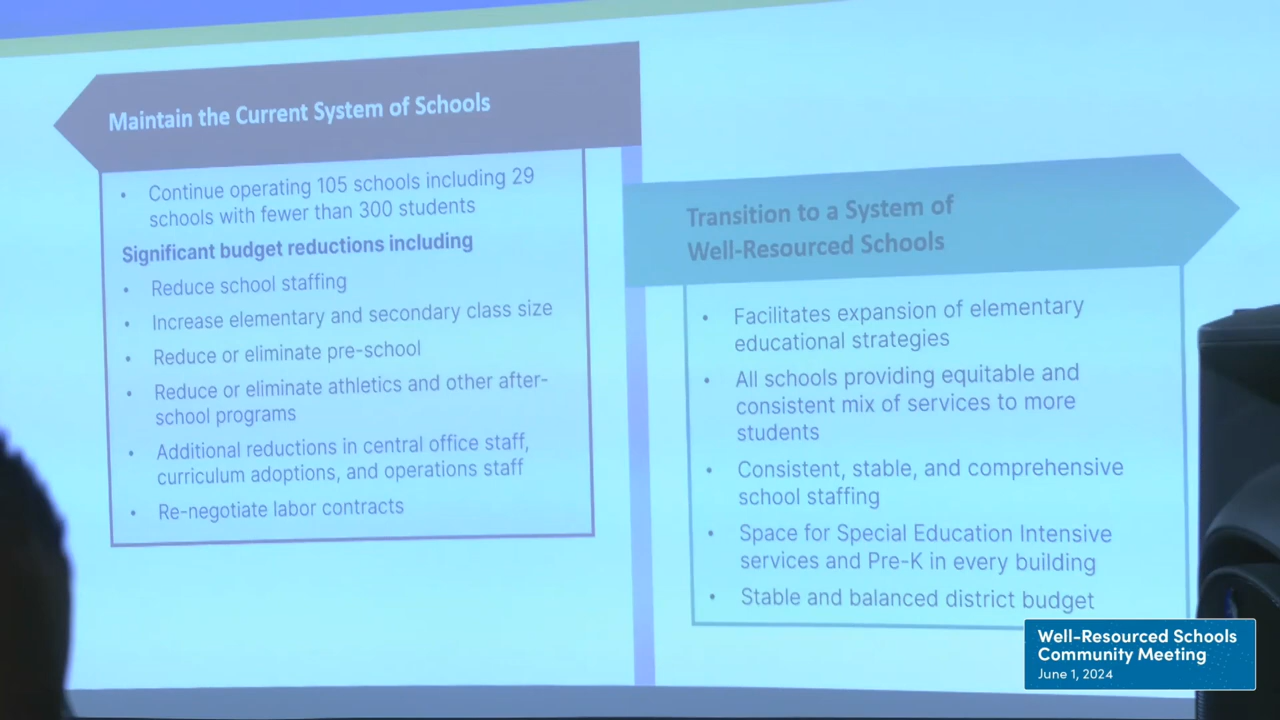 Maintain the Current System of Schools
• Continue operating 105 schools including 29
schools with fewer than 300 students
Significant budget reductions including
• Reduce school staffing
• Increase elementary and secondary class size
• Reduce or eliminate pre-school
• Reduce or eliminate athletics and other after-
school programs
• Additional reductions in central office staff,
curriculum adoptions, and operations staff
• Re-negotiate labor contracts
Transition to a System of
Well-Resourced Schools
• Facilitates expansion of elementary
educational strategies
• All schools providing equitable and
consistent mix of services to more
students
• Consistent, stable, and comprehensive
school staffing
• Space for Special Education Intensive
services and Pre-K in every building
• Stable and balanced district budget
Well-Resourced Schools
Community Meeting
June 1, 2024